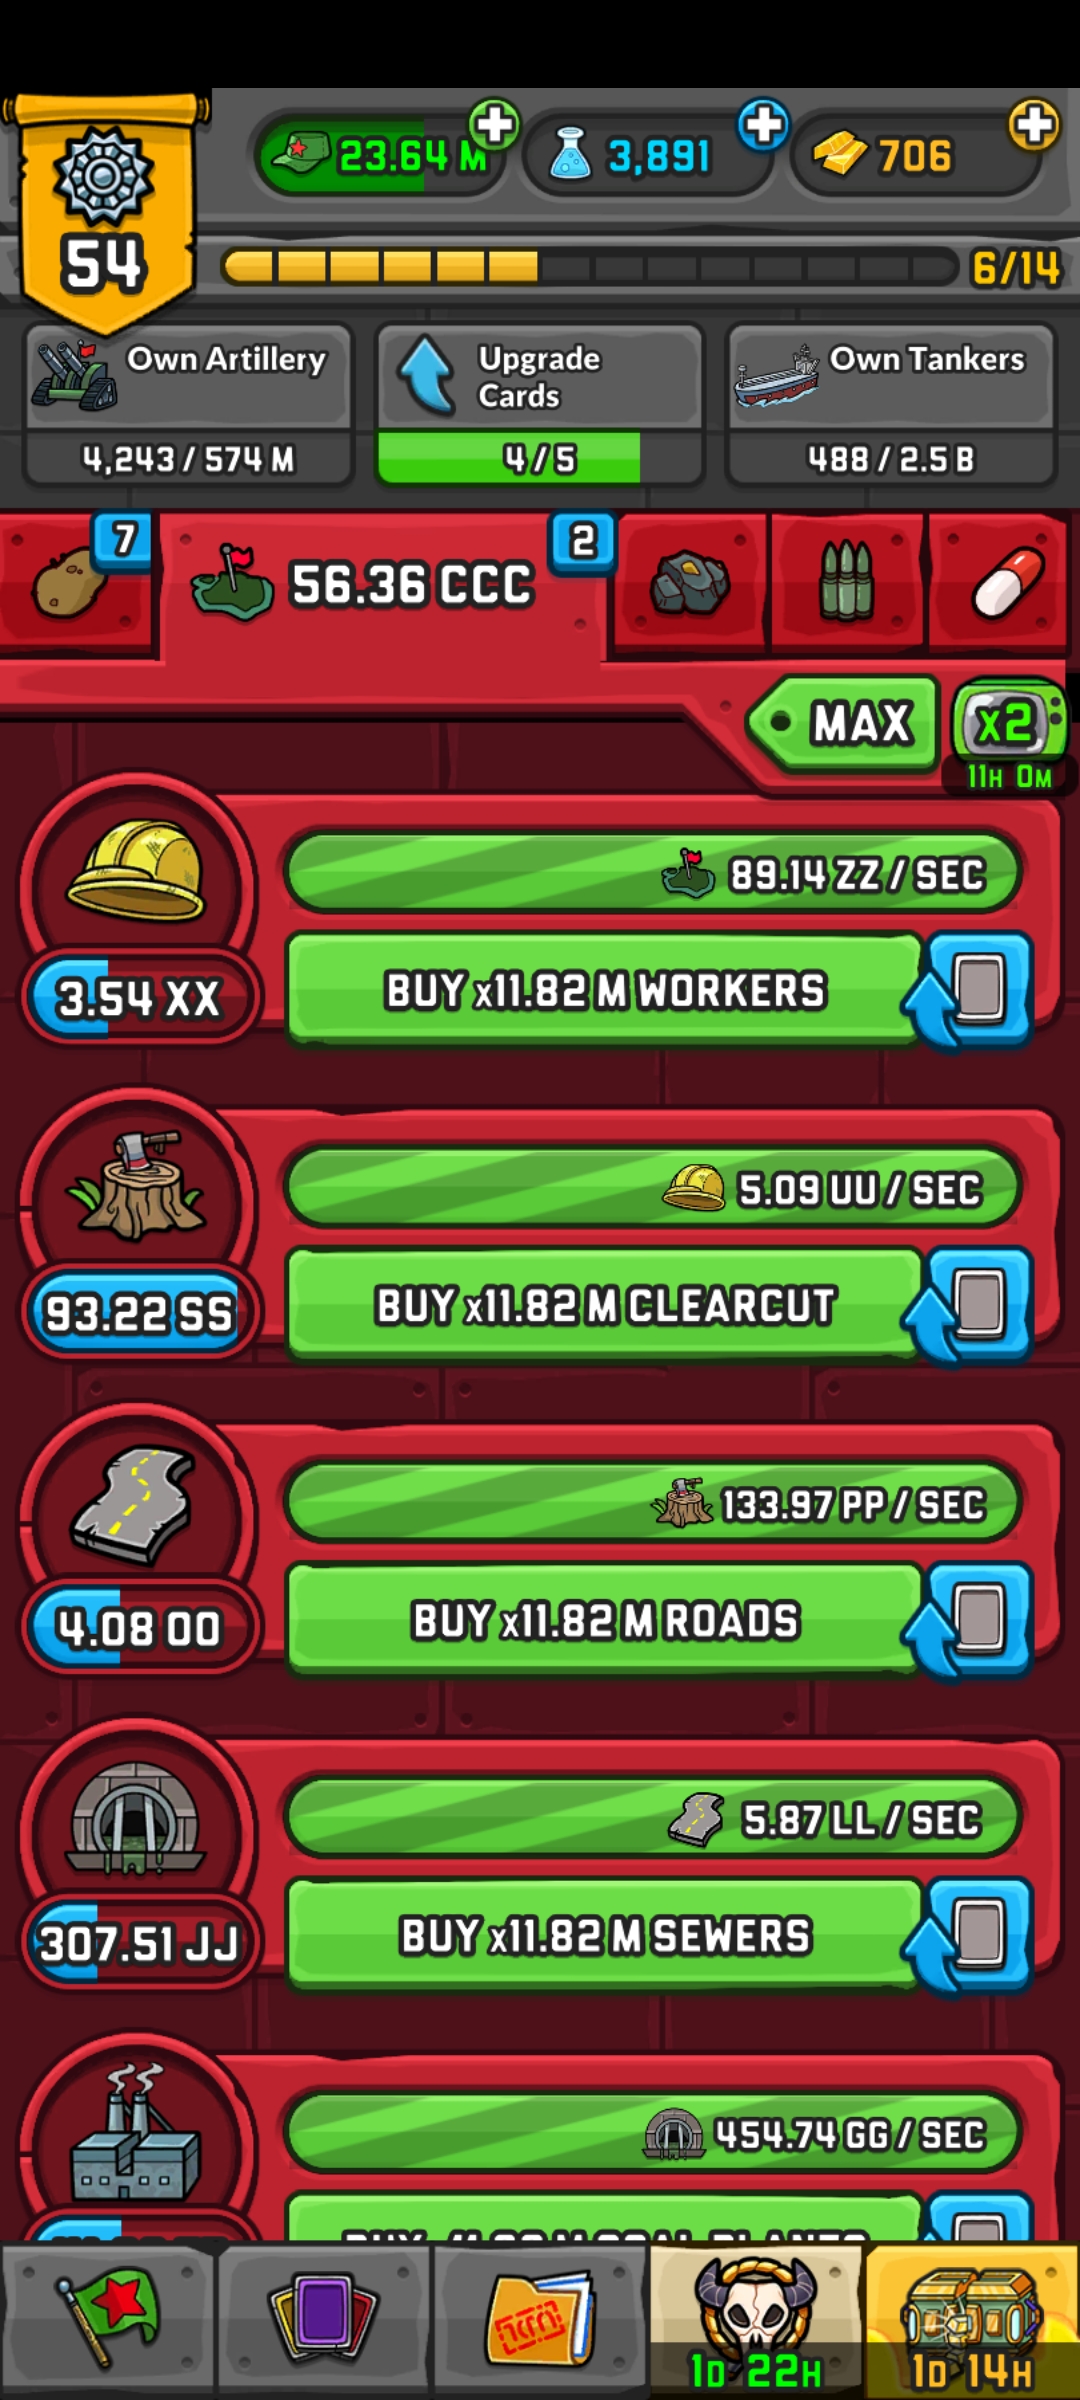 23.64 M
3,891
706
54
6/14
Own Artillery
4,243 / 574 M
Upgrade
Cards
4 / 5
Own Tankers
488 / 2.5 B
7
56.36 CCC
2
MAX
x2
11H 0M
89.14 ZZ / SEC
3.54 XX
BUY x11.82 M WORKERS
5.09 UU / SEC
93.22 SS
BUY x11.82 M CLEARCUT
133.97 PP / SEC
4.08 OO
BUY x11.82 M ROADS
5.87 LL / SEC
307.51 JJ
BUY x11.82 M SEWERS
454.74 GG / SEC
1D 22H
1D 14H